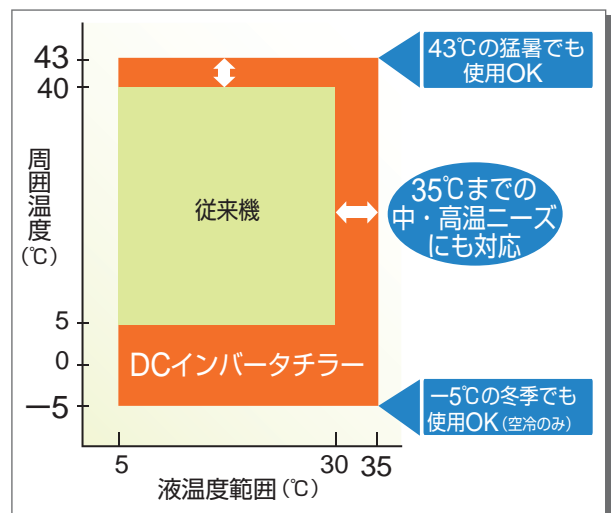 43
40
周囲温度
(℃)
5
0
−5
5
30
35
液温度範囲(℃)
従来機
DCインバータチラー
43℃の猛暑でも
使用OK
35℃までの
中・高温ニーズ
にも対応
−5℃の冬季でも
使用OK(空冷のみ)